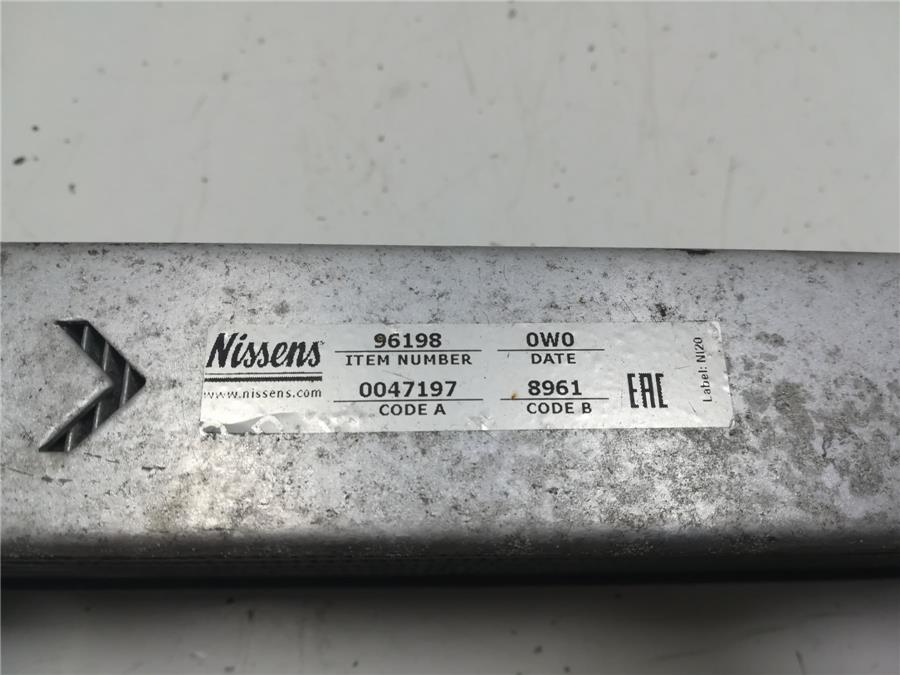 Nissens®
www.nissens.com
96198
ITEM NUMBER
0047197
CODE A
0W0
DATE
8961
CODE B
EAC
Label: NI20